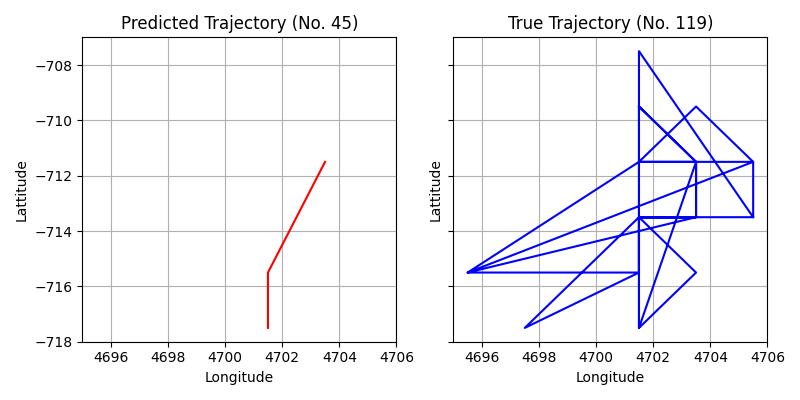 Predicted Trajectory (No. 45)
−708
−710
−712
−714
−716
−718
Lattitude
4696 4698 4700 4702 4704 4706
Longitude
True Trajectory (No. 119)
Lattitude
4696 4698 4700 4702 4704 4706
Longitude